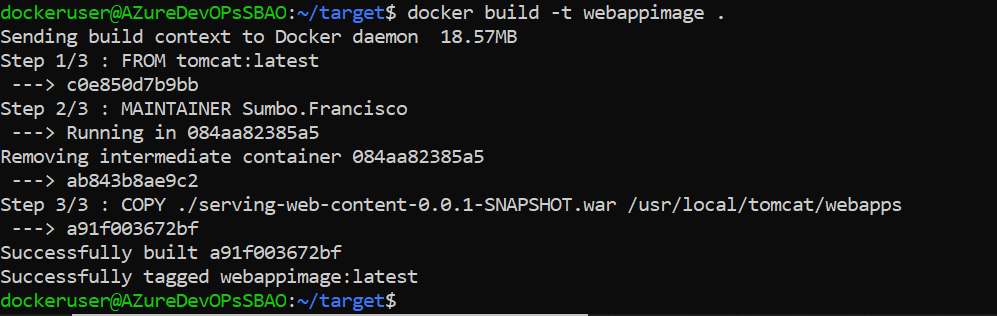 dockeruser@AZureDevOPsSBAO:~/target$ docker build -t webappimage .
Sending build context to Docker daemon  18.57MB
Step 1/3 : FROM tomcat:latest
 ---> c0e850d7b9bb
Step 2/3 : MAINTAINER Sumbo.Francisco
 ---> Running in 084aa82385a5
Removing intermediate container 084aa82385a5
 ---> ab843b8ae9c2
Step 3/3 : COPY ./serving-web-content-0.0.1-SNAPSHOT.war /usr/local/tomcat/webapps
 ---> a91f003672bf
Successfully built a91f003672bf
Successfully tagged webappimage:latest
dockeruser@AZureDevOPsSBAO:~/target$